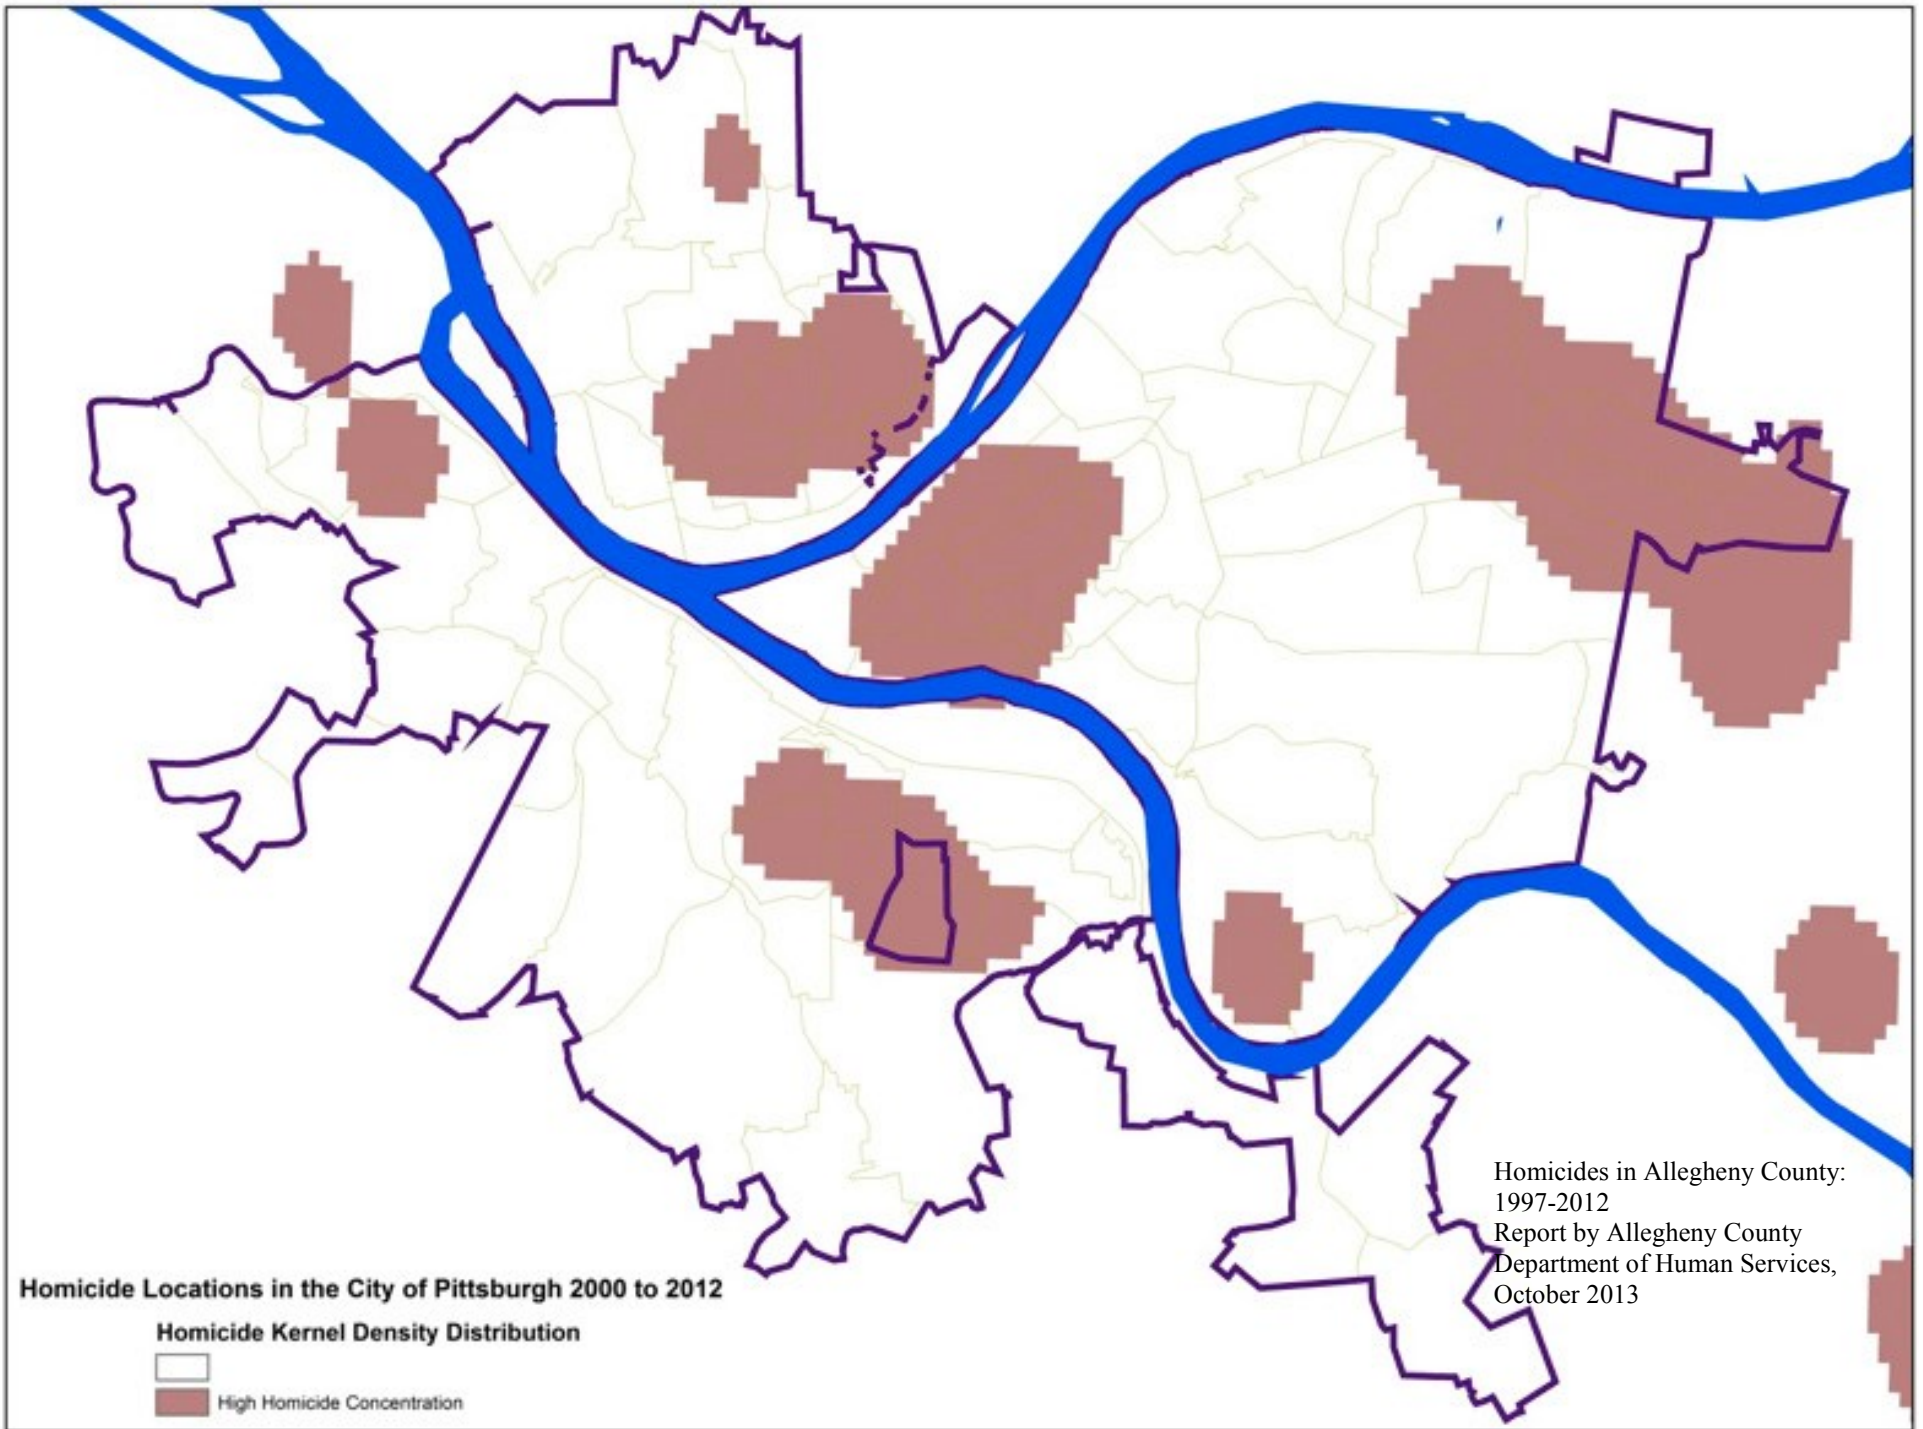 Homicides in Allegheny County:
1997-2012
Report by Allegheny County
Department of Human Services,
October 2013
Homicide Locations in the City of Pittsburgh 2000 to 2012
Homicide Kernel Density Distribution
High Homicide Concentration